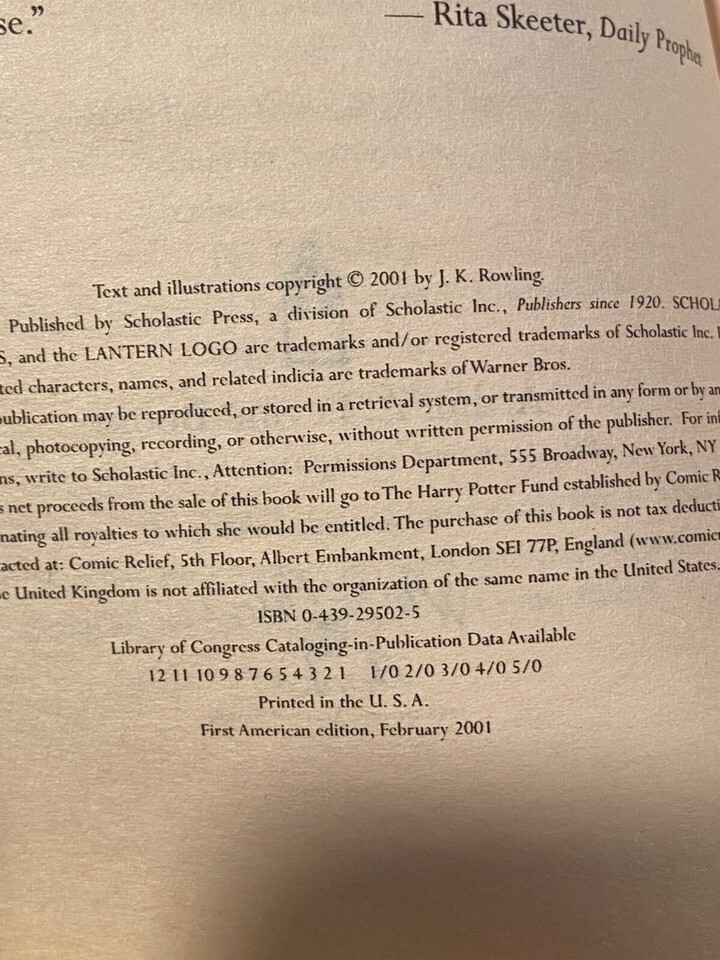 se.”
— Rita Skeeter, Daily Prophet
Text and illustrations copyright © 2001 by J. K. Rowling.
Published by Scholastic Press, a division of Scholastic Inc., Publishers since 1920. SCHOLA
S, and the LANTERN LOGO are trademarks and/or registered trademarks of Scholastic Inc.
ted characters, names, and related indicia are trademarks of Warner Bros.
publication may be reproduced, or stored in a retrieval system, or transmitted in any form or by an
cal, photocopying, recording, or otherwise, without written permission of the publisher. For inf
ns, write to Scholastic Inc., Attention: Permissions Department, 555 Broadway, New York, NY
s net proceeds from the sale of this book will go to The Harry Potter Fund established by Comic R
nating all royalties to which she would be entitled. The purchase of this book is not tax deducti
acted at: Comic Relief, 5th Floor, Albert Embankment, London SEI 77P, England (www.comicr
e United Kingdom is not affiliated with the organization of the same name in the United States.
ISBN 0-439-29502-5
Library of Congress Cataloging-in-Publication Data Available
12 11 10 9 8 7 6 5 4 3 2 1 1/0 2/0 3/0 4/0 5/0
Printed in the U. S. A.
First American edition, February 2001